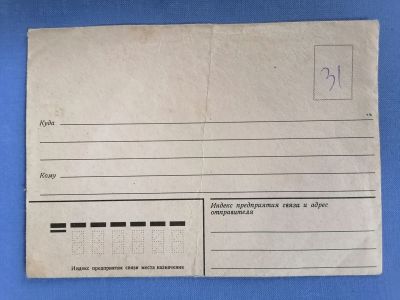 31
Куда
Кому
Индекс предприятия связи и адрес
отправителя
Индекс предприятия связи места назначения